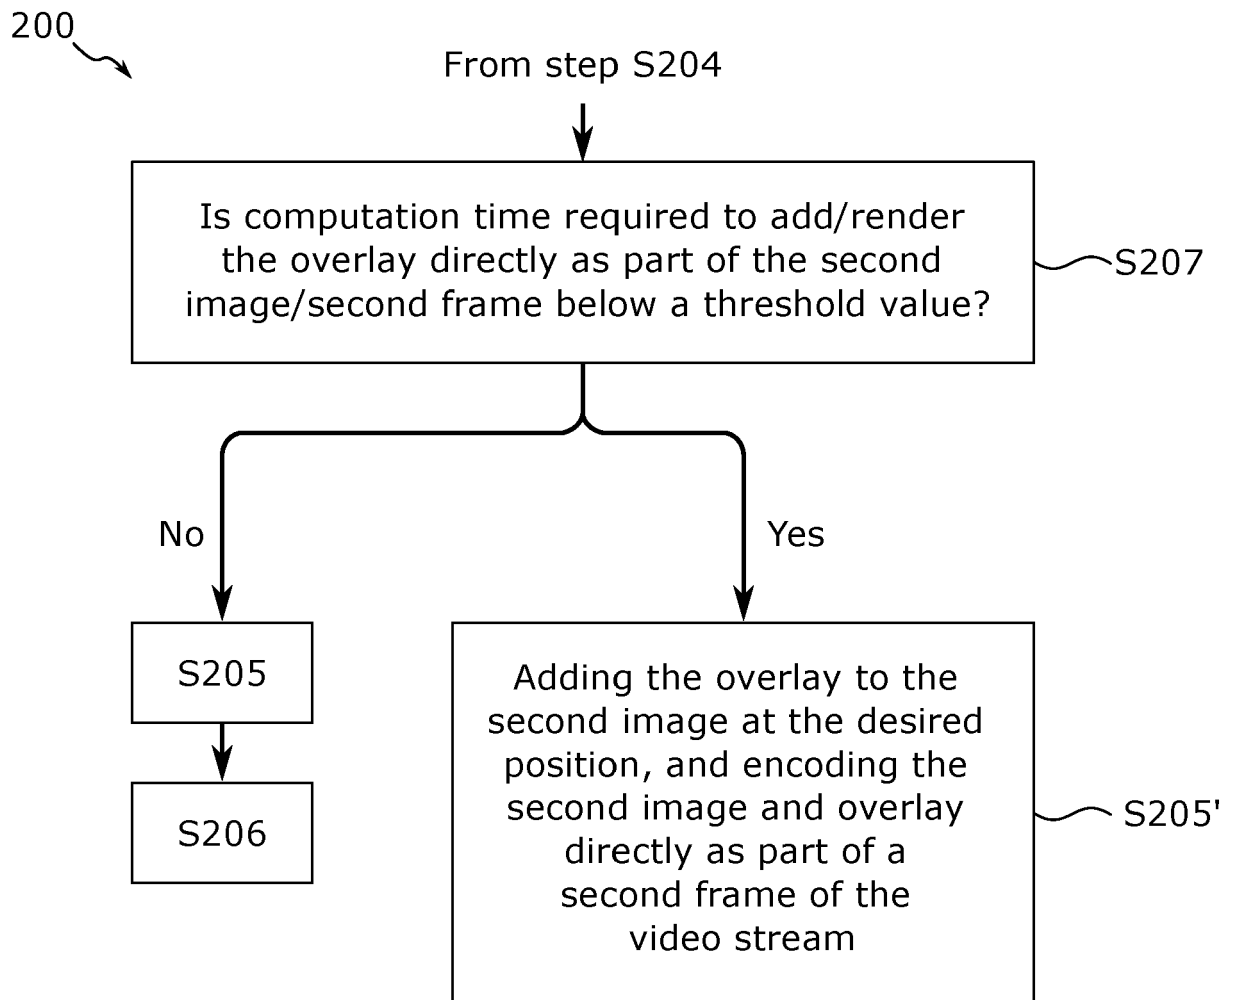 200
From step S204
Is computation time required to add/render
the overlay directly as part of the second
image/second frame below a threshold value?
S207
No
Yes
S205
S206
Adding the overlay to the
second image at the desired
position, and encoding the
second image and overlay
directly as part of a
second frame of the
video stream
S205'